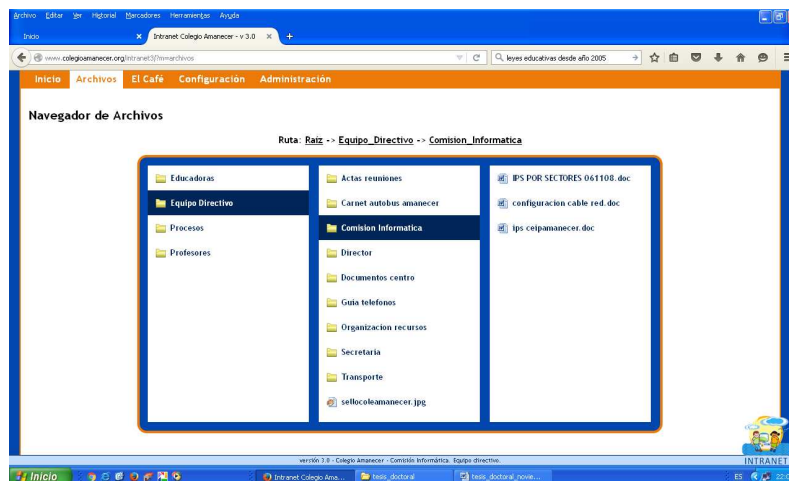 Archivo Editar Ver Historial Marcadores Herramientas Ayuda
Inicio × Intranet Colegio Amanecer - v 3.0 × +
www.colegioamanecer.org/intranet3/?m=archivos leyes educativas desde año 2005
Inicio Archivos El Café Configuración Administración
Navegador de Archivos
Ruta: Raíz -> Equipo_Directivo -> Comision_Informatica
Educadoras
Equipo Directivo
Procesos
Profesores
Actas reuniones
Carnet autobus amanecer
Comision Informatica
Director
Documentos centro
Guia telefonos
Organizacion recursos
Secretaria
Transporte
sellocoleamanecer.jpg
IPS POR SECTORES 061108.doc
configuracion cable red.doc
ips ceipamanecer.doc
INTRANET
versión 3.0 - Colegio Amanecer - Comisión Informática. Equipo directivo.
Inicio Intranet Colegio Ama... tesis_doctoral tesis_doctoral_novie... ES